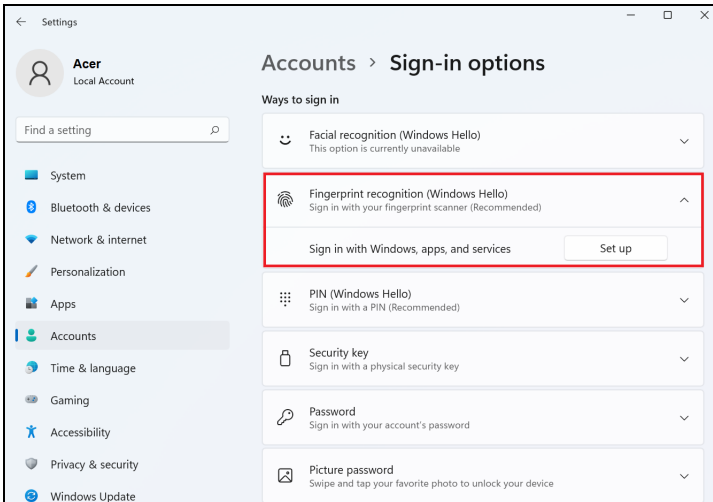 Settings
Acer
Local Account
Find a setting
System
Bluetooth & devices
Network & internet
Personalization
Apps
Accounts
Time & language
Gaming
Accessibility
Privacy & security
Windows Update
Accounts > Sign-in options
Ways to sign in
Facial recognition (Windows Hello)
This option is currently unavailable
Fingerprint recognition (Windows Hello)
Sign in with your fingerprint scanner (Recommended)
Sign in with Windows, apps, and services
Set up
PIN (Windows Hello)
Sign in with a PIN (Recommended)
Security key
Sign in with a physical security key
Password
Sign in with your account's password
Picture password
Swipe and tap your favorite photo to unlock your device